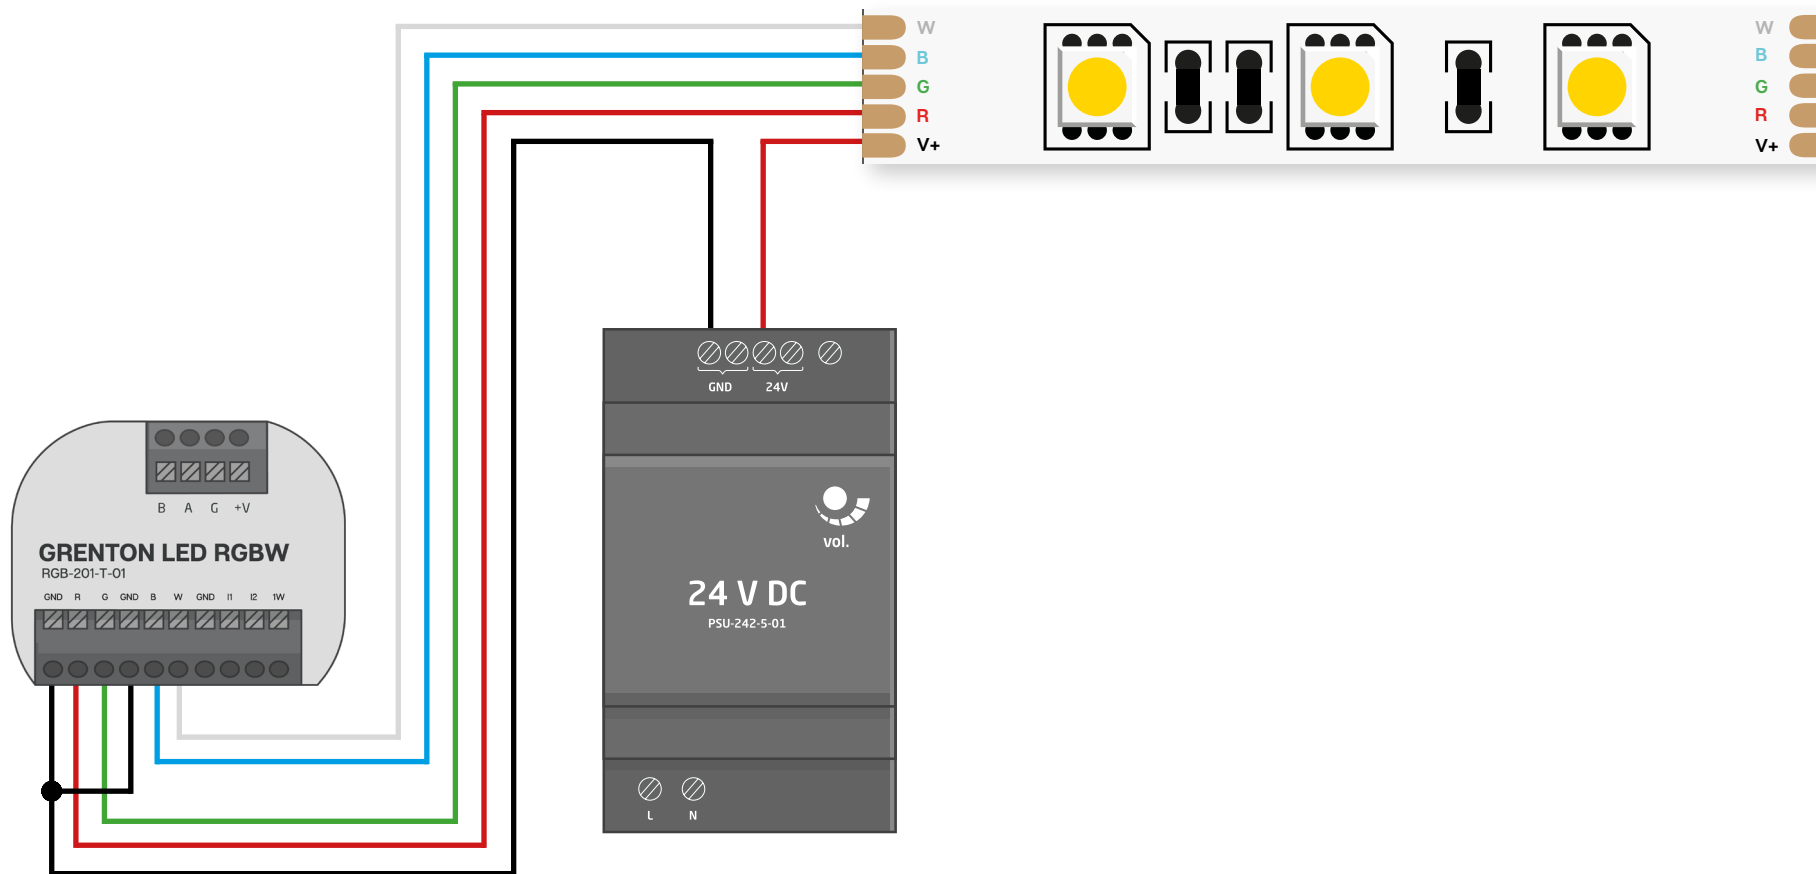 W W
B B
G G
R R
V+ V+
GND 24V
B A G +V
vol.
GRENTON LED RGBW
RGB-201-T-01
24 V DC
GND R G GND B W GND I1 I2 1W
PSU-242-5-01
L N